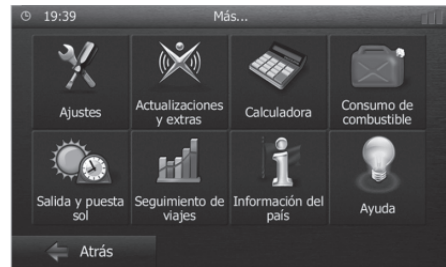 19:39 Más...
Ajustes
Actualizaciones
y extras
Calculadora
Consumo de
combustible
Salida y puesta
sol
Seguimiento de
viajes
Información del
país
Ayuda
Atrás